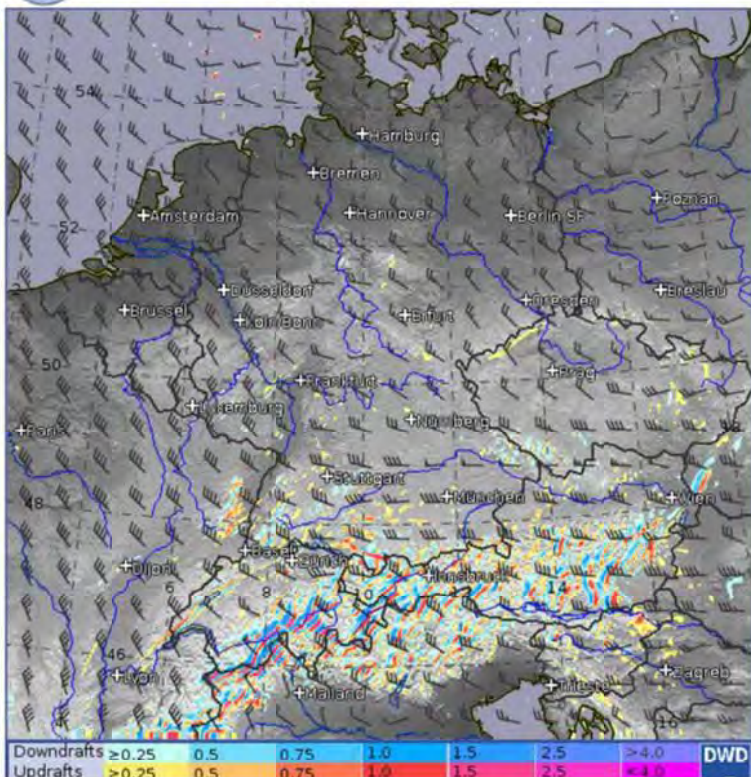 54
Hamburg
Bremen
52
Amsterdam
Hannover
Berlin SF
Poznan
Düsseldorf
Brüssel
Köln/Bonn
Erfurt
Dresden
Breslau
50
Frankfurt
Prag
Luxemburg
Paris
Nürnberg
Stuttgart
48
München
Wien
Basel
Zürich
Dijon
6
8
Innsbruck
14
46
Lyon
Mailand
Triest
Zagreb
16
Downdrafts ≥0.25 0.5 0.75 1.0 1.5 2.5 >4.0 DWD
Updrafts ≥0.25 0.5 0.75 1.0 1.5 2.5 <4.0